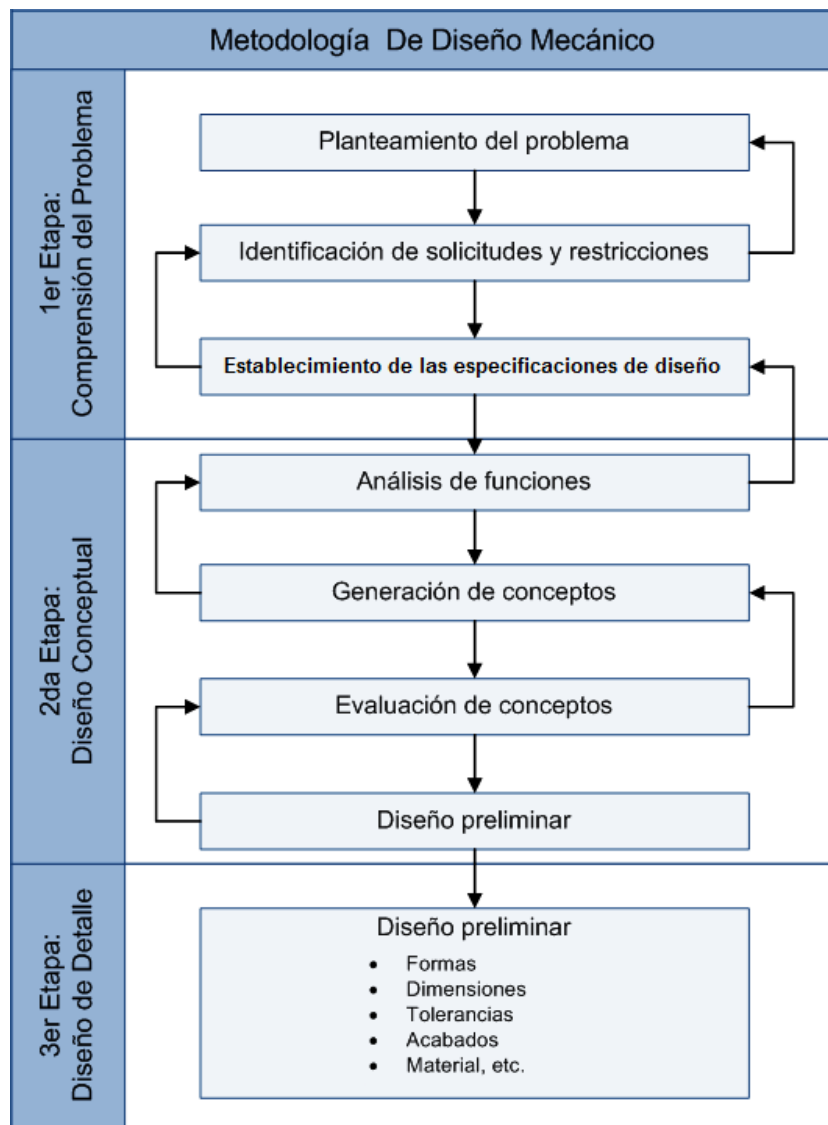 Metodología De Diseño Mecánico
1er Etapa:
Comprensión del Problema
Planteamiento del problema
Identificación de solicitudes y restricciones
Establecimiento de las especificaciones de diseño
2da Etapa:
Diseño Conceptual
Análisis de funciones
Generación de conceptos
Evaluación de conceptos
Diseño preliminar
3er Etapa:
Diseño de Detalle
Diseño preliminar
• Formas
• Dimensiones
• Tolerancias
• Acabados
• Material, etc.